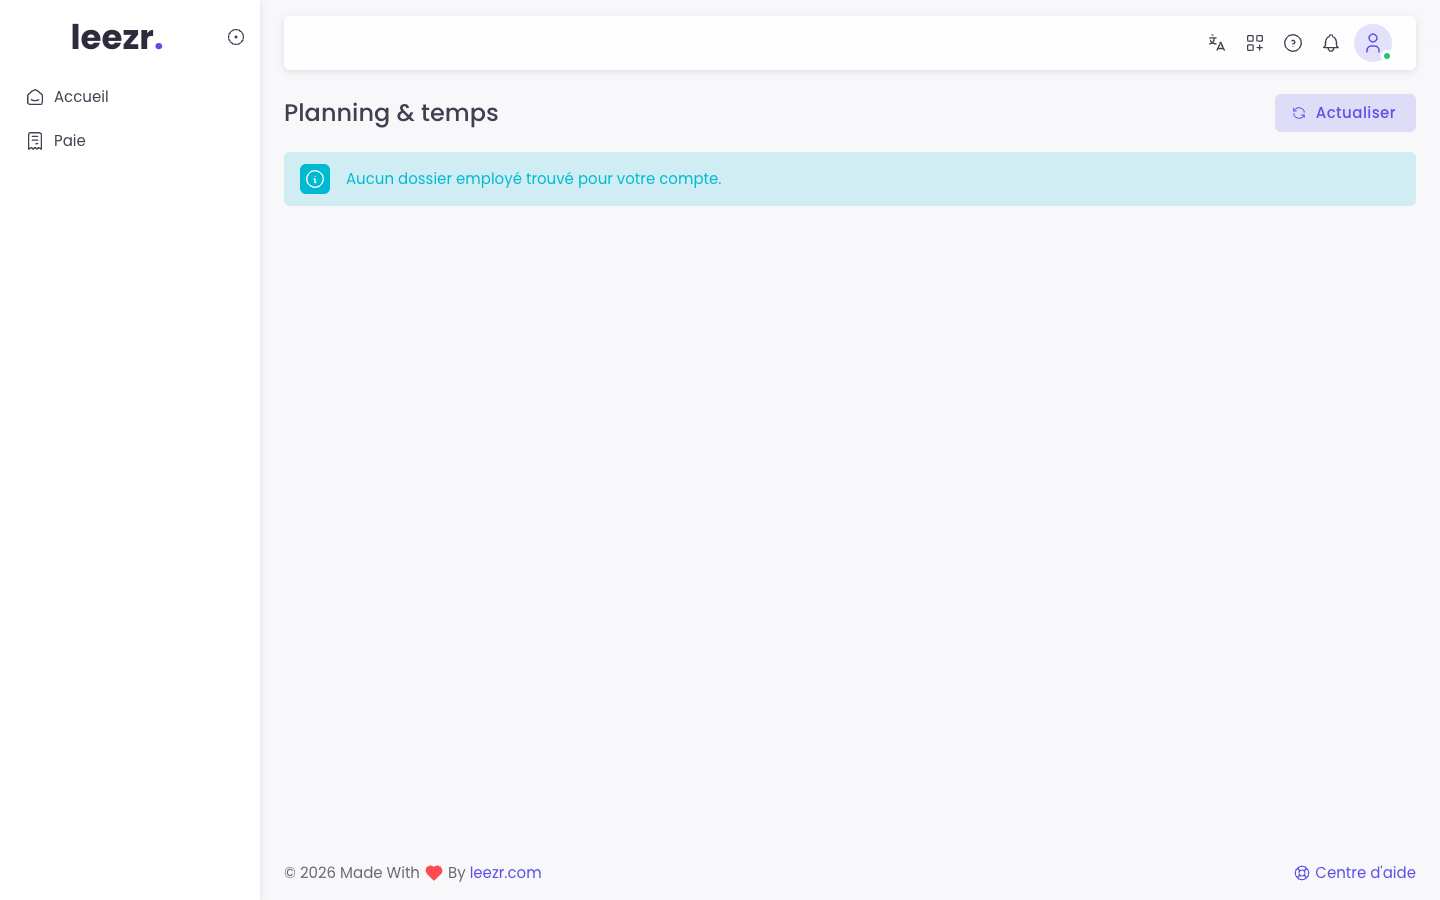 leezr.
Accueil
Paie
Planning & temps
Actualiser
Aucun dossier employé trouvé pour votre compte.
© 2026 Made With By leezr.com
Centre d'aide